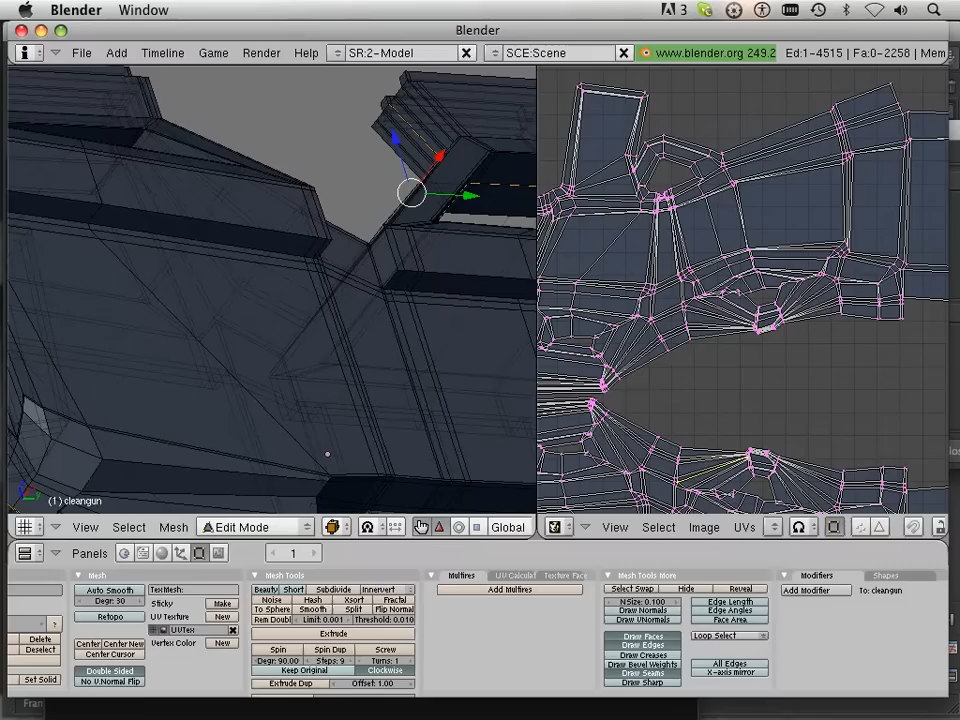 Blender Window 3
Blender
File Add Timeline Game Render Help SR:2-Model SCE:Scene www.blender.org 249.2 Ed:1-4515 | Fa:0-2258 | Mem
(1) cleangun
View Select Mesh Edit Mode Global
View Select Image UVs
Panels 1
Mesh
Mesh Tools
Multires UV Calculat Texture Face
Mesh Tools More
Modifiers Shapes
Auto Smooth
Degr: 30
Retopo
Center Center New
Center Cursor
Double Sided
No V.Normal Flip
TexMesh:
Sticky Make
UV Texture New
UVTex
Vertex Color New
Delete
Deselect
Set Solid
Beauty Short Subdivide Innervert
Noise Hash Xsort Fractal
To Sphere Smooth Split Flip Normal
Rem Doubl Limit: 0.001 Threshold: 0.010
Extrude
Spin Spin Dup Screw
Degr: 90.00 Steps: 9 Turns: 1
Keep Original Clockwise
Extrude Dup Offset: 1.00
Add Multires
Select Swap Hide Reveal
NSize: 0.100
Draw Normals
Draw VNormals
Edge Length
Edge Angles
Face Area
Draw Faces
Draw Edges
Draw Creases
Draw Bevel Weights
Draw Seams
Draw Sharp
Loop Select
All Edges
X-axis mirror
Add Modifier To: cleangun
Fran